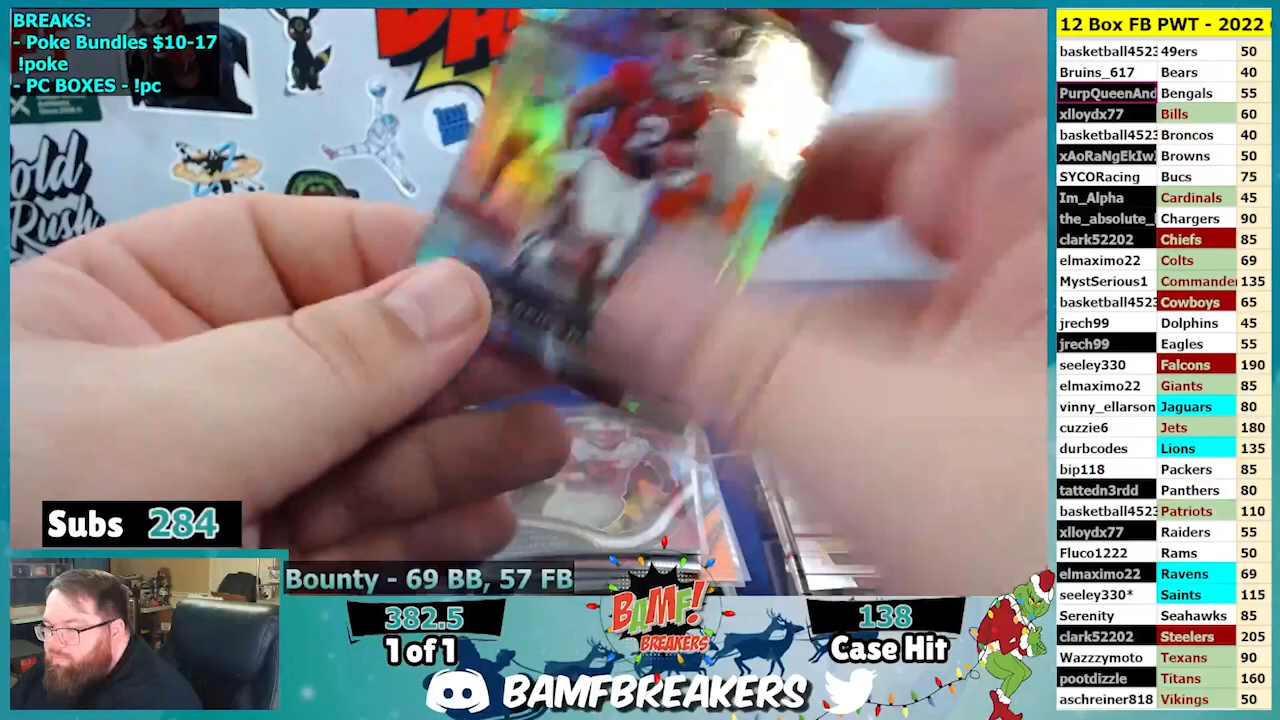 BREAKS:
- Poke Bundles $10-17
!poke
- PC BOXES - !pc
old
Rush
Subs 284
Bounty - 69 BB, 57 FB
382.5
1 of 1
BAMF!
BREAKERS
138
Case Hit
BAMFBREAKERS
12 Box FB PWT - 2022
basketball4523 49ers 50
Bruins_617 Bears 40
PurpQueenAnd Bengals 55
xlloydx77 Bills 60
basketball4523 Broncos 40
xAoRaNgEkIw Browns 50
SYCORacing Bucs 75
Im_Alpha Cardinals 45
the_absolute_ Chargers 90
clark52202 Chiefs 85
elmaximo22 Colts 69
MystSerious1 Commande 135
basketball4523 Cowboys 65
jrech99 Dolphins 45
jrech99 Eagles 55
seeley330 Falcons 190
elmaximo22 Giants 85
vinny_ellarson Jaguars 80
cuzzie6 Jets 180
durbcodes Lions 135
bip118 Packers 85
tattedn3rdd Panthers 80
basketball4523 Patriots 110
xlloydx77 Raiders 55
Fluco1222 Rams 50
elmaximo22 Ravens 69
seeley330* Saints 115
Serenity Seahawks 85
clark52202 Steelers 205
Wazzzymoto Texans 90
pootdizzle Titans 160
aschreiner818 Vikings 50